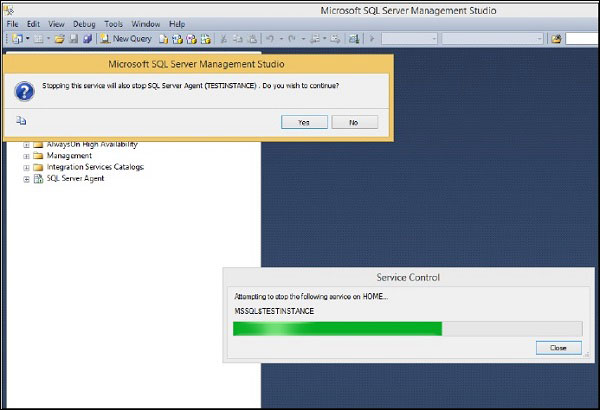 Microsoft SQL Server Management Studio
File Edit View Debug Tools Window Help
New Query
Microsoft SQL Server Management Studio
Stopping this service will also stop SQL Server Agent (TESTINSTANCE) . Do you wish to continue?
Yes No
AlwaysOn High Availability
Management
Integration Services Catalogs
SQL Server Agent
Service Control
Attempting to stop the following service on HOME...
MSSQL$TESTINSTANCE
Close